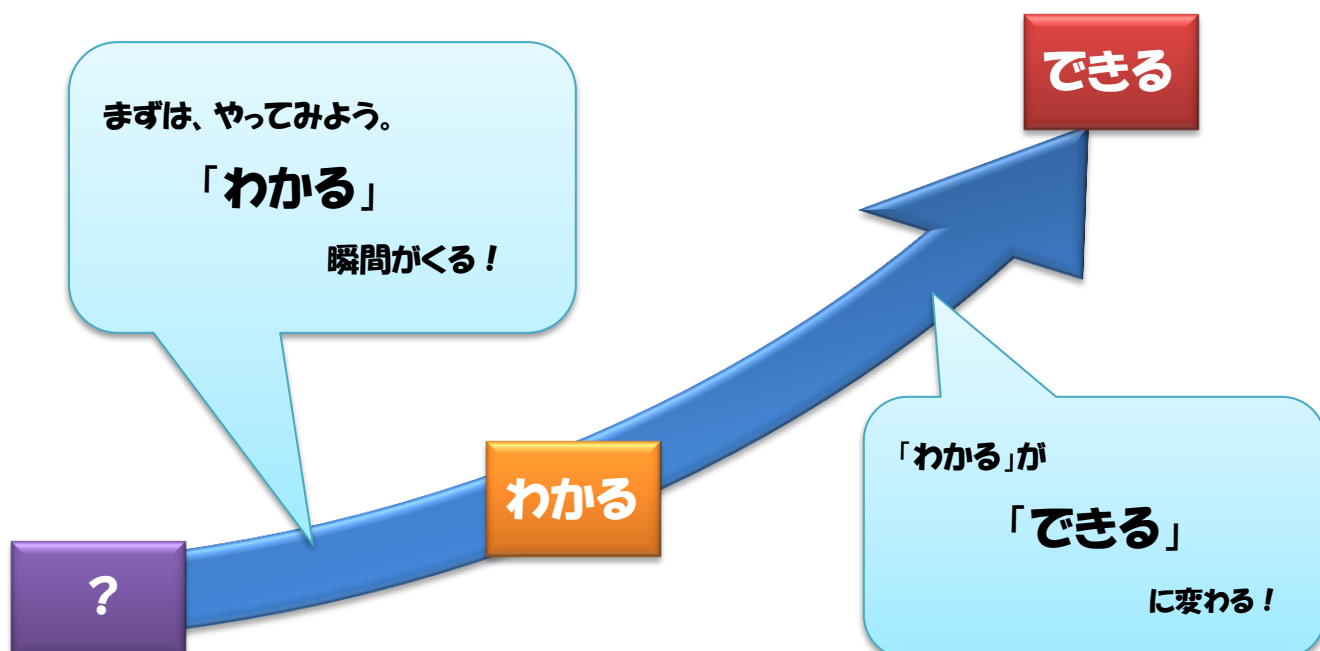 できる
まずは、やってみよう。
「わかる」
瞬間がくる！
わかる
「わかる」が
「できる」
に変わる！
？